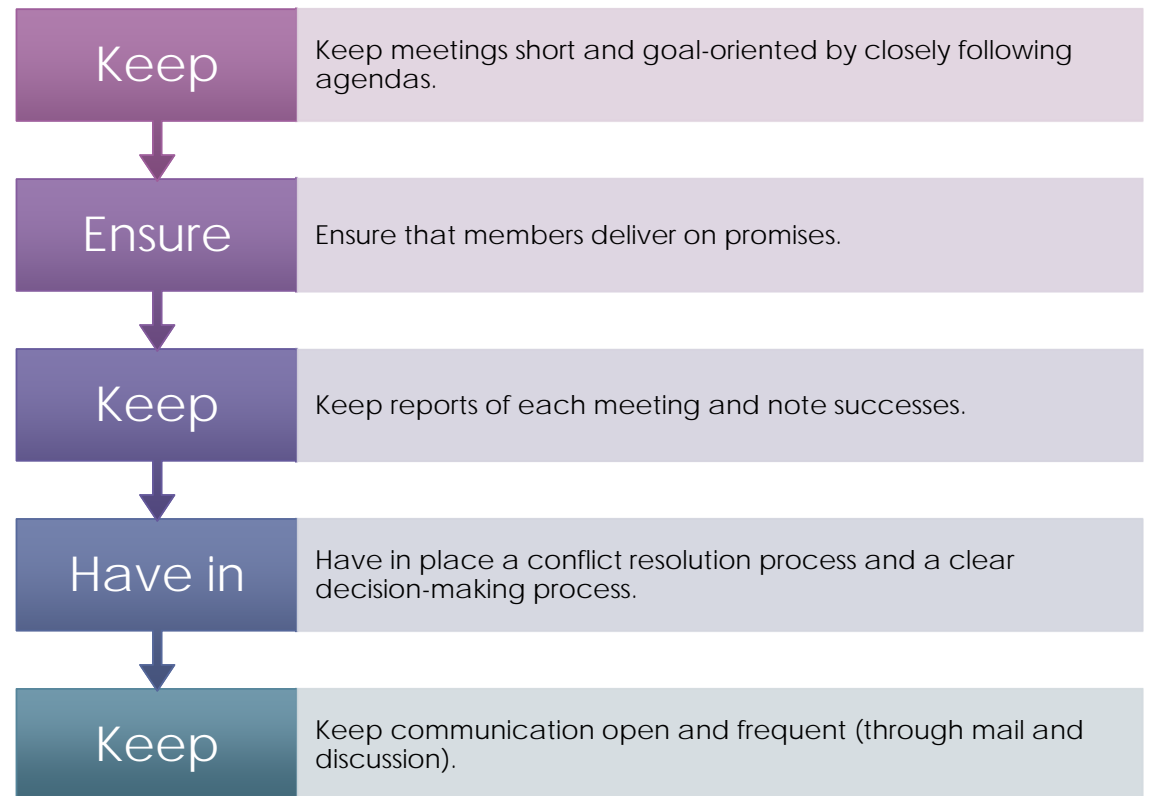 Keep
Keep meetings short and goal-oriented by closely following
agendas.
Ensure
Ensure that members deliver on promises.
Keep
Keep reports of each meeting and note successes.
Have in
Have in place a conflict resolution process and a clear
decision-making process.
Keep
Keep communication open and frequent (through mail and
discussion).